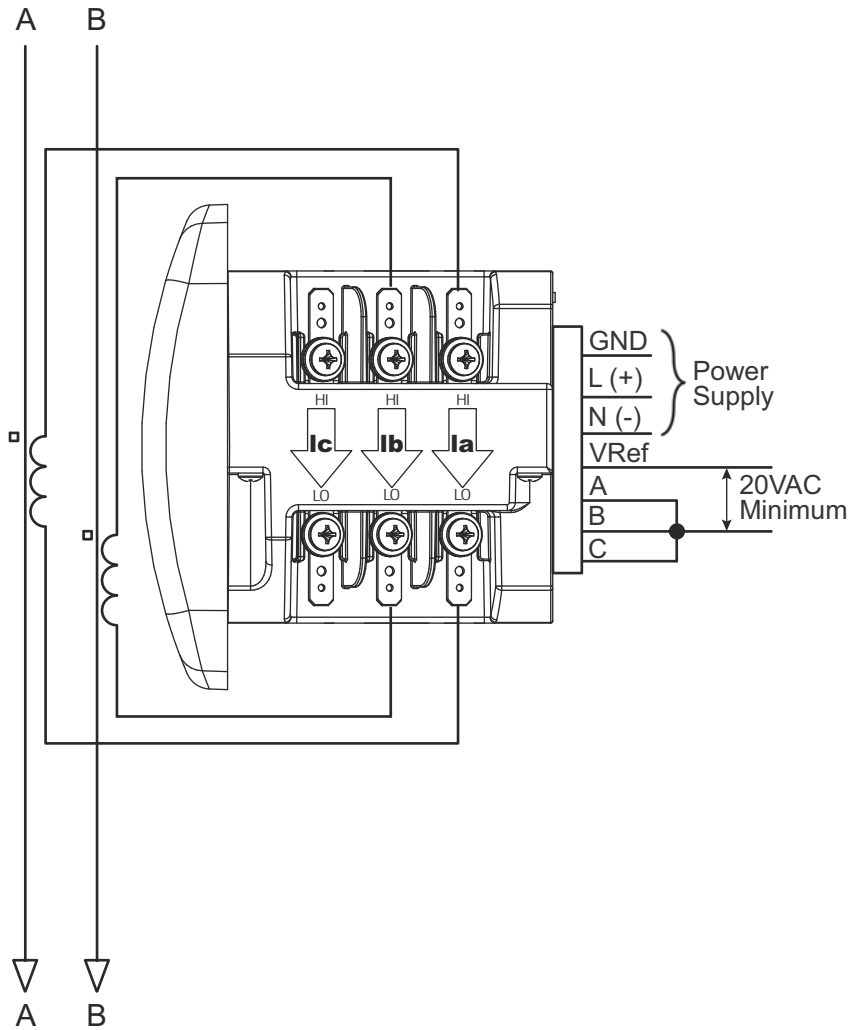 A
B
GND
L (+)
N (-)
Power
Supply
HI
HI
HI
Ic
Ib
Ia
LO
LO
LO
VRef
A
B
C
20VAC
Minimum
A
B